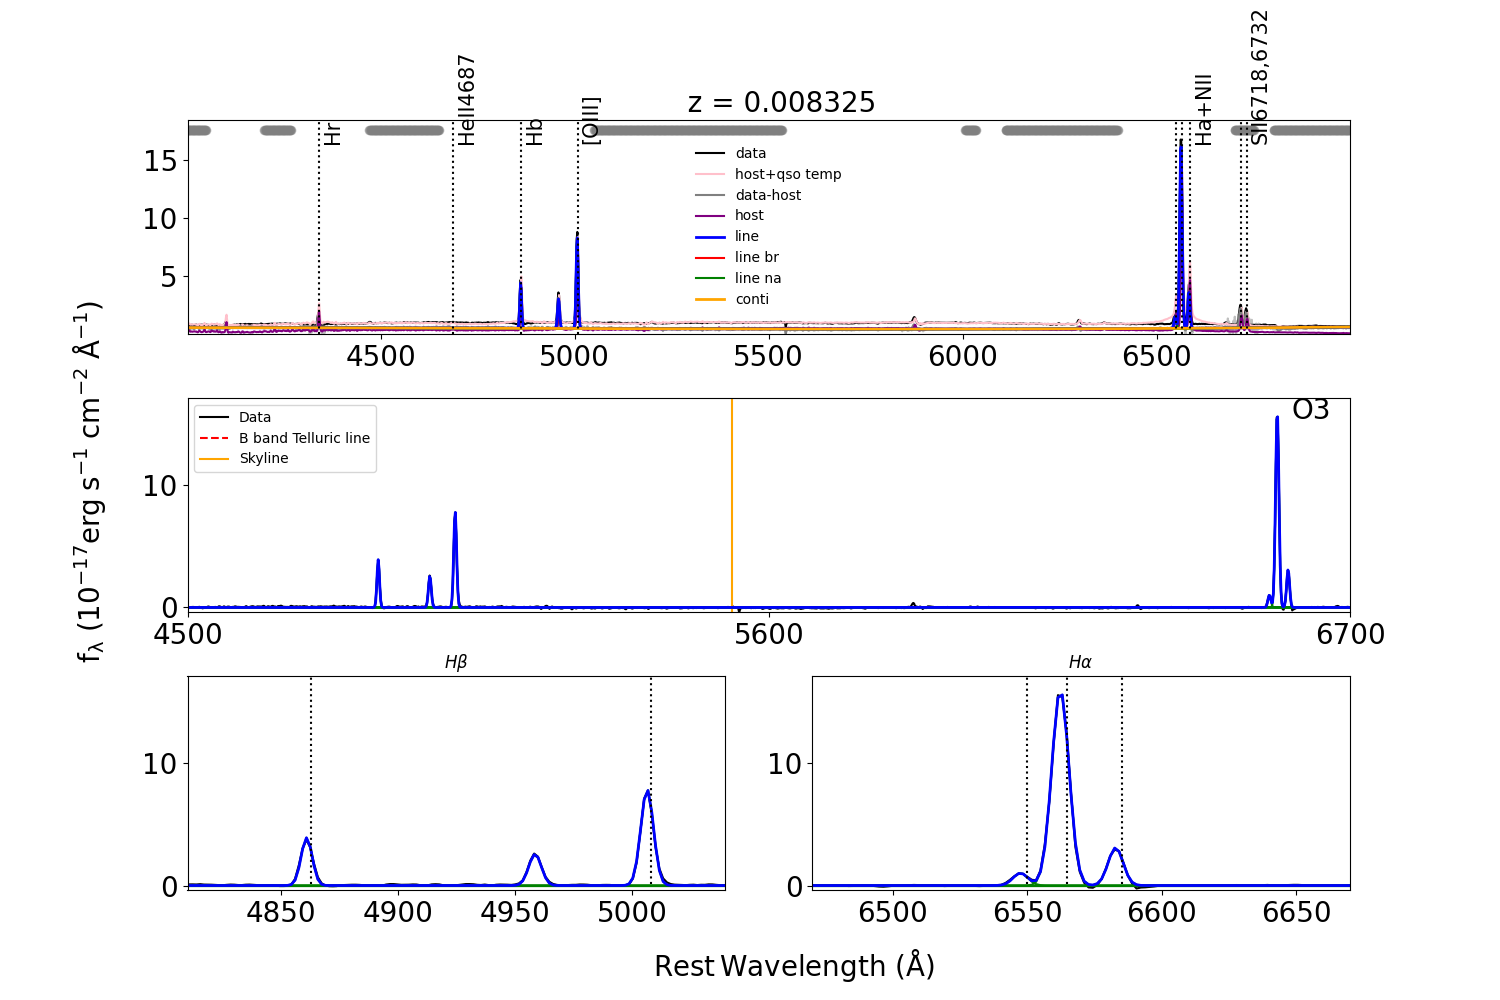 z = 0.008325
Hr
HeII4687
Hb
[OIII]
Ha+NII
SII6718,6732
15
10
5
data
host+qso temp
data-host
host
line
line br
line na
conti
4500 5000 5500 6000 6500
f_λ (10^−17 erg s^−1 cm^−2 Å^−1)
Data
B band Telluric line
Skyline
O3
10
0
4500 5600 6700
Hβ
10
0
4850 4900 4950 5000
Hα
10
0
6500 6550 6600 6650
Rest Wavelength (Å)